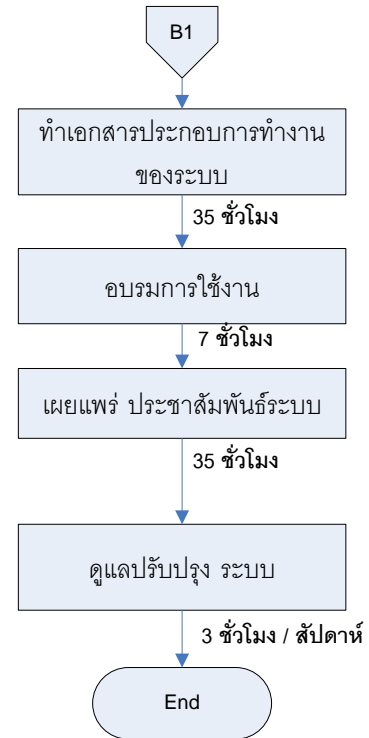 B1
ทำเอกสารประกอบการทำงาน
ของระบบ
35 ชั่วโมง
อบรมการใช้งาน
7 ชั่วโมง
เผยแพร่ ประชาสัมพันธ์ระบบ
35 ชั่วโมง
ดูแลปรับปรุง ระบบ
3 ชั่วโมง / สัปดาห์
End